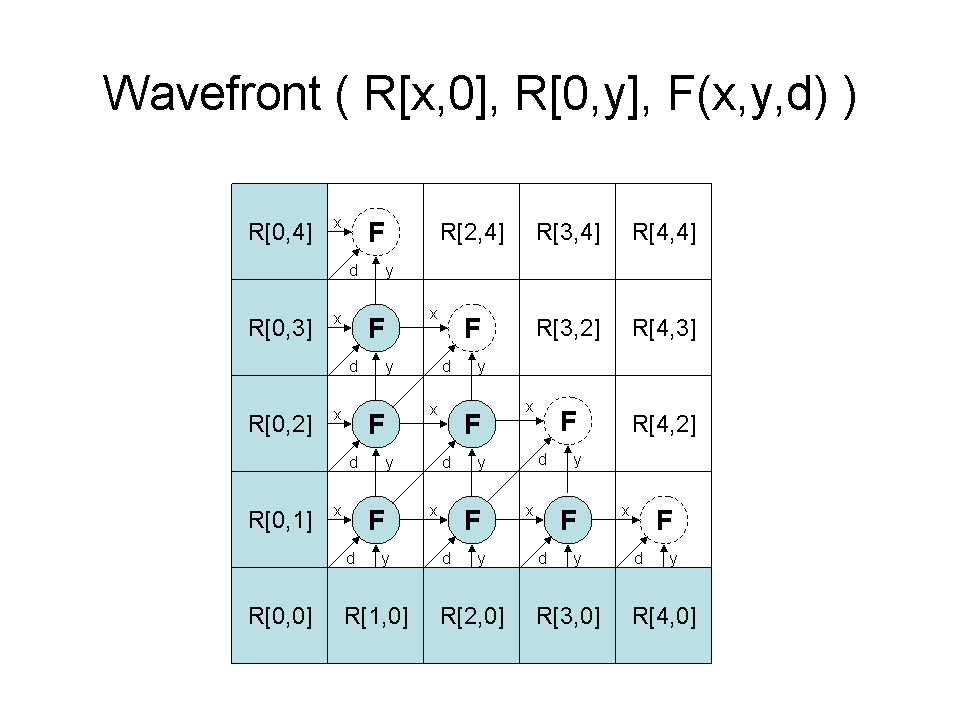 Wavefront ( R[x,0], R[0,y], F(x,y,d) )
R[0,4] x F R[2,4] R[3,4] R[4,4]
d y
R[0,3] x F x F R[3,2] R[4,3]
d y d y
R[0,2] x F x F x F R[4,2]
d y d y d y
R[0,1] x F x F x F x F
d y d y d y d y
R[0,0] R[1,0] R[2,0] R[3,0] R[4,0]